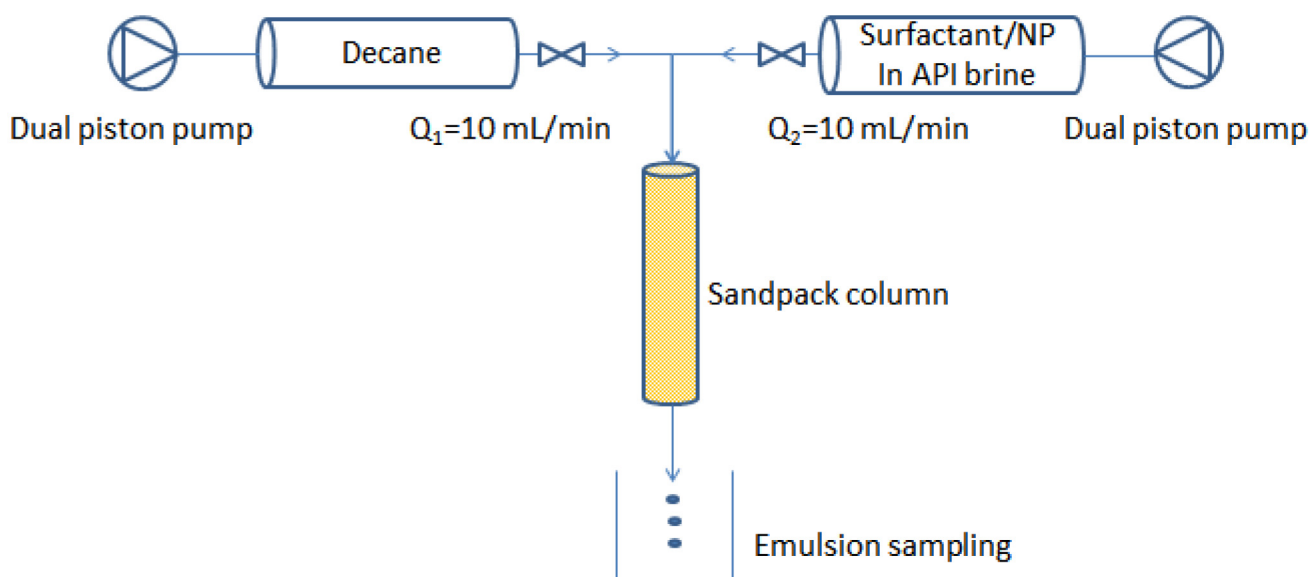 Decane
Surfactant/NP
In API brine
Dual piston pump
Q₁=10 mL/min
Q₂=10 mL/min
Dual piston pump
Sandpack column
Emulsion sampling